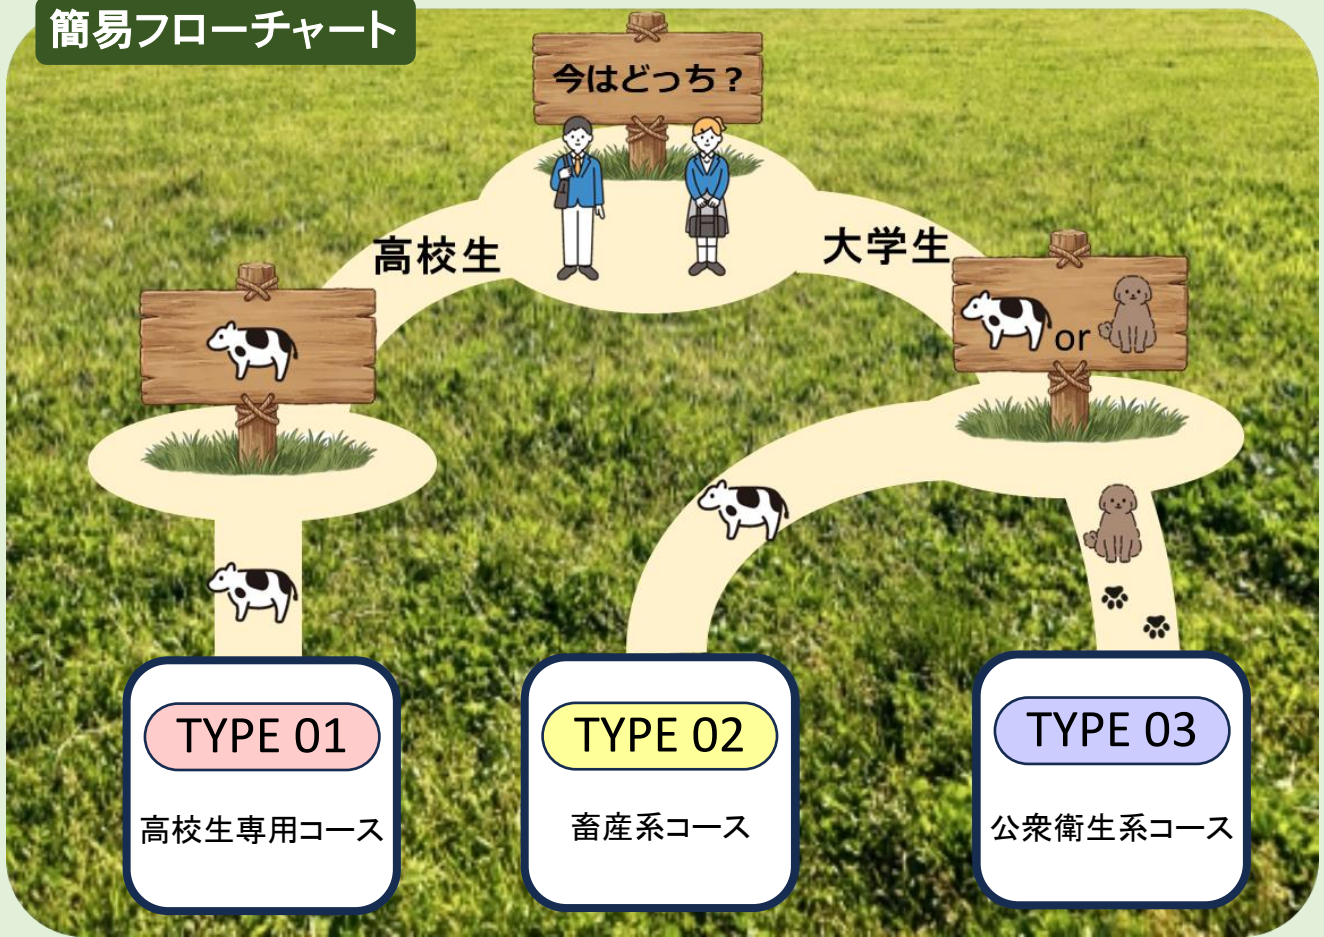 簡易フローチャート
今はどっち？
高校生
大学生
or
TYPE 01
高校生専用コース
TYPE 02
畜産系コース
TYPE 03
公衆衛生系コース